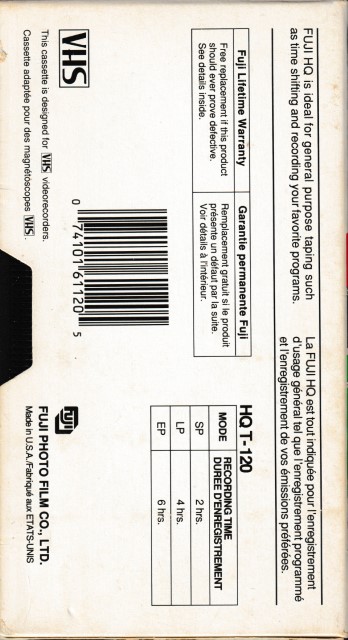 FUJI HQ is ideal for general purpose taping such
as time shifting and recording your favorite programs.
La FUJI HQ est tout indiquée pour l'enregistrement
d'usage général tel que l'enregistrement programmé
et l'enregistrement de vos émissions préférées.
Fuji Lifetime Warranty
Free replacement if this product
should ever prove defective.
See details inside.
Garantie permanente Fuji
Remplacement gratuit si le produit
présente un défaut par la suite.
Voir détails à l'intérieur.
HQ T-120
MODE
RECORDING TIME
DUREE D'ENREGISTREMENT
SP 2 hrs.
LP 4 hrs.
EP 6 hrs.
0 74101 61120 5
VHS
This cassette is designed for VHS videorecorders.
Cassette adaptée pour des magnétoscopes VHS.
FUJI
FUJI PHOTO FILM CO., LTD.
Made in U.S.A./Fabriqué aux ETATS-UNIS